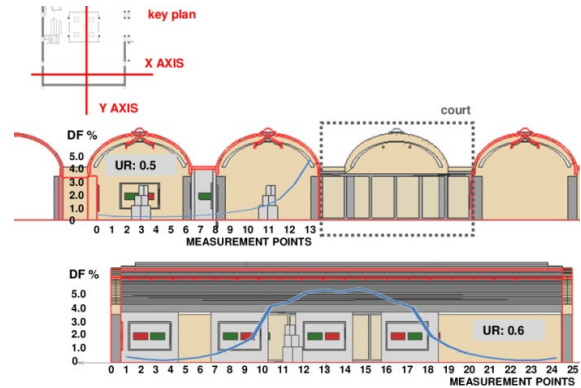 key plan
X AXIS
Y AXIS
court
DF %
5.0
UR: 0.5
4.0
3.0
2.0
1.0
0
0 1 2 3 4 5 6 7 8 9 10 11 12 13
MEASUREMENT POINTS
DF %
5.0
4.0
3.0
2.0
UR: 0.6
1.0
0.0
0 1 2 3 4 5 6 7 8 9 10 11 12 13 14 15 16 17 18 19 20 21 22 23 24 25
MEASUREMENT POINTS